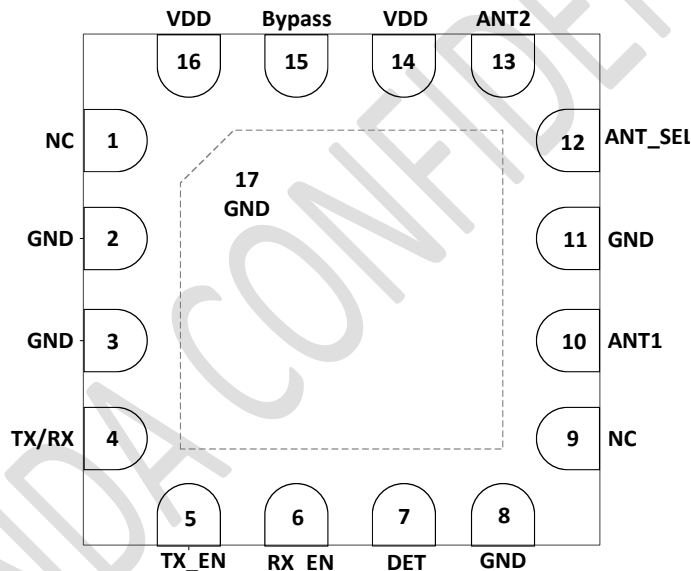 VDD Bypass VDD ANT2
16 15 14 13
NC 1 12 ANT_SEL
17
GND
GND 2 11 GND
GND 3 10 ANT1
TX/RX 4 9 NC
5 6 7 8
TX_EN RX_EN DET GND